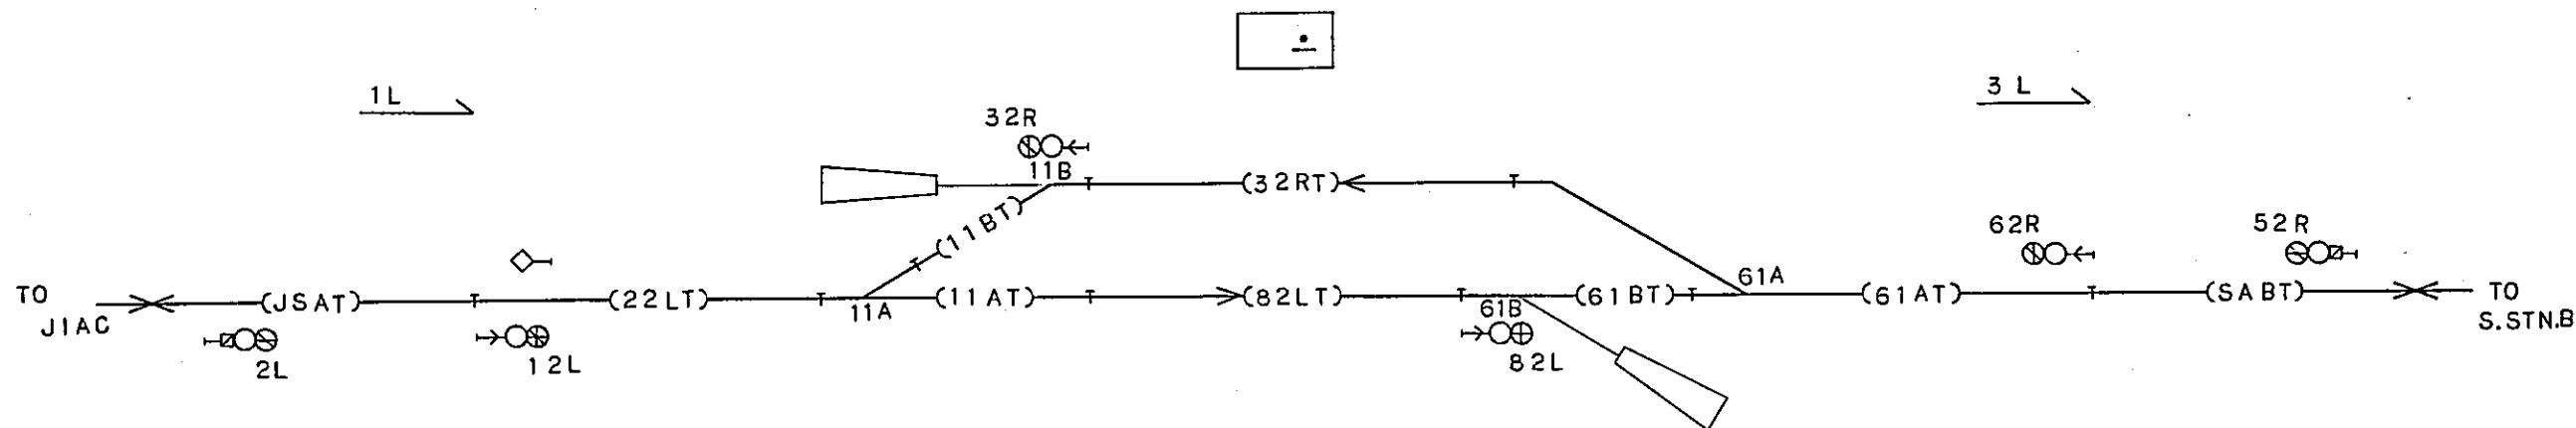 1L
3L
32R
11B
(32RT)
(11BT)
62R
52R
TO
J1AC
(JSAT)
(22LT)
11A
(11AT)
(82LT)
61B
(61BT)
61A
(61AT)
(SABT)
TO
S.STN.B
2L
12L
82L